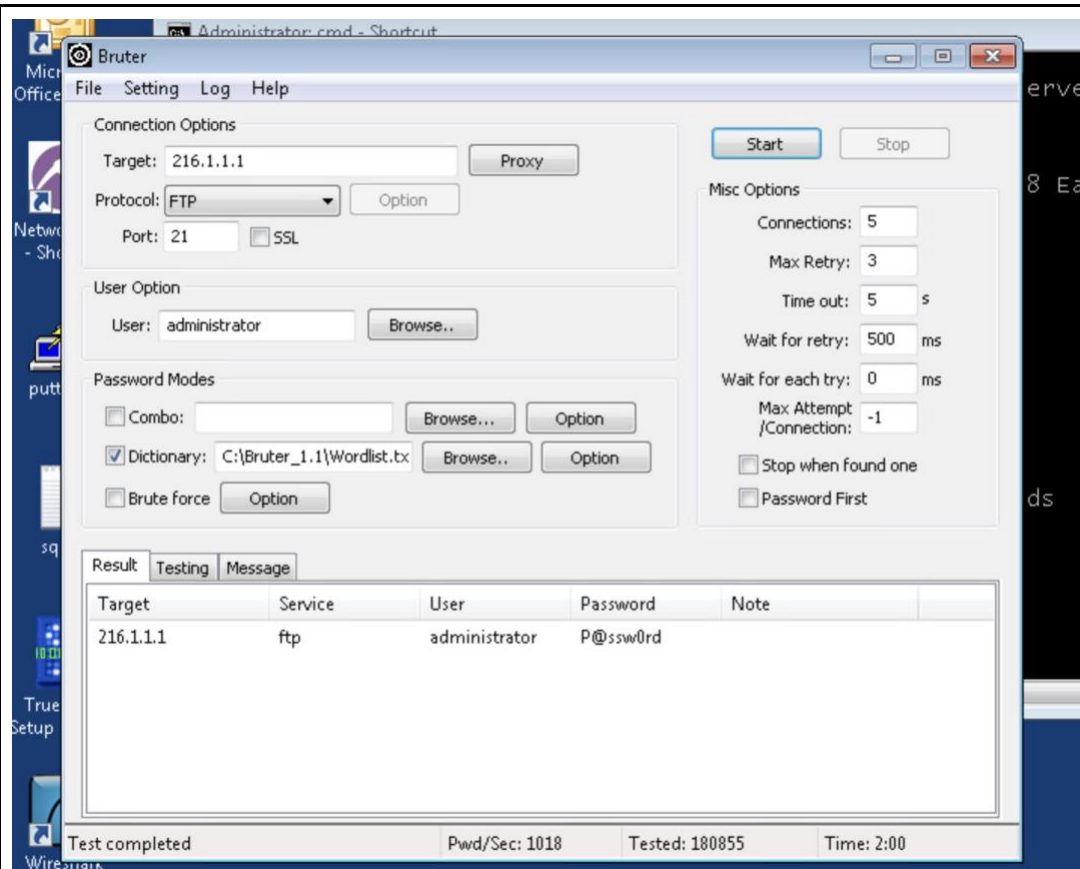 Administrator: cmd - Shortcut
Bruter
File Setting Log Help
Connection Options
Target: 216.1.1.1 Proxy
Protocol: FTP Option
Port: 21 SSL
User Option
User: administrator Browse..
Password Modes
Combo: Browse... Option
Dictionary: C:\Bruter_1.1\Wordlist.tx Browse.. Option
Brute force Option
Start Stop
Misc Options
Connections: 5
Max Retry: 3
Time out: 5 s
Wait for retry: 500 ms
Wait for each try: 0 ms
Max Attempt
/Connection: -1
Stop when found one
Password First
Result Testing Message
Target Service User Password Note
216.1.1.1 ftp administrator P@ssw0rd
Test completed Pwd/Sec: 1018 Tested: 180855 Time: 2:00
Micr
Office
Netwo
- Sho
putt
sq
True
Setup
Wireshark
erve
8 Ea
ds